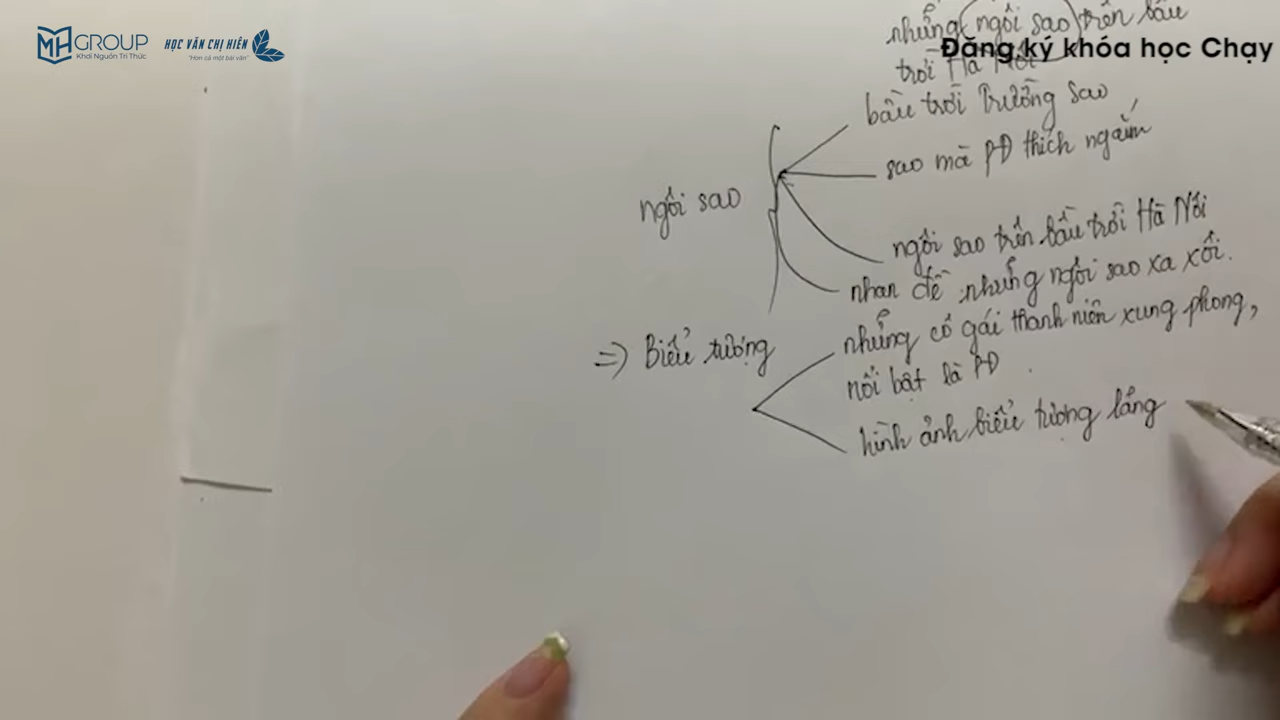 MH GROUP
Khơi Nguồn Tri Thức
HỌC VĂN CHỊ HIÊN
"Hơn cả một bài văn"
Đăng ký khóa học Chạy
những ngôi sao trên bầu
trời Hà Nội
bầu trời Trường Sao
sao mà PĐ thích ngắm
ngôi sao
ngôi sao trên bầu trời Hà Nội
nhan đề: những ngôi sao xa xôi.
=> Biểu tượng
những cô gái thanh niên xung phong,
nổi bật là PĐ
hình ảnh biểu tượng lắng